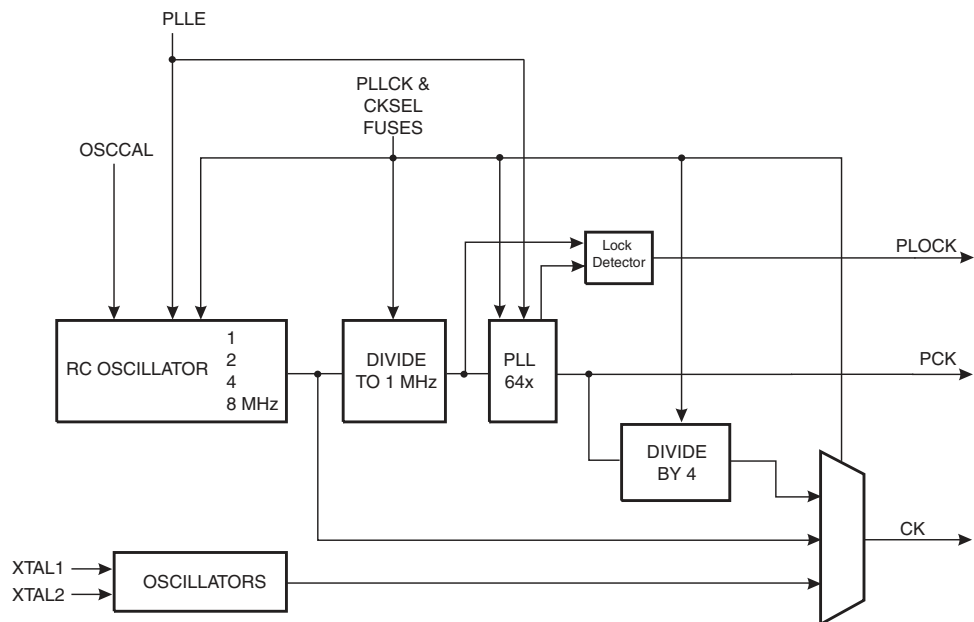 PLLE
PLLCK &
CKSEL
FUSES
OSCCAL
Lock
Detector
PLOCK
RC OSCILLATOR
1
2
4
8 MHz
DIVIDE
TO 1 MHz
PLL
64x
PCK
DIVIDE
BY 4
CK
XTAL1
XTAL2
OSCILLATORS